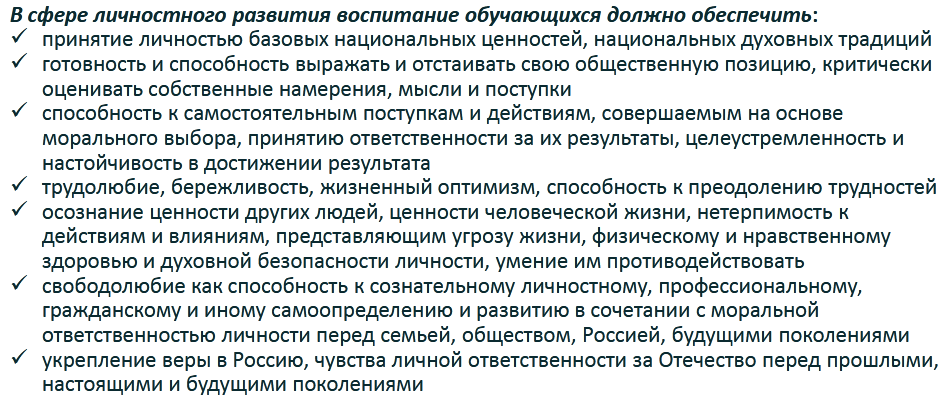 В сфере личностного развития воспитание обучающихся должно обеспечить:
✓ принятие личностью базовых национальных ценностей, национальных духовных традиций
✓ готовность и способность выражать и отстаивать свою общественную позицию, критически
оценивать собственные намерения, мысли и поступки
✓ способность к самостоятельным поступкам и действиям, совершаемым на основе
морального выбора, принятию ответственности за их результаты, целеустремленность и
настойчивость в достижении результата
✓ трудолюбие, бережливость, жизненный оптимизм, способность к преодолению трудностей
✓ осознание ценности других людей, ценности человеческой жизни, нетерпимость к
действиям и влияниям, представляющим угрозу жизни, физическому и нравственному
здоровью и духовной безопасности личности, умение им противодействовать
✓ свободолюбие как способность к сознательному личностному, профессиональному,
гражданскому и иному самоопределению и развитию в сочетании с моральной
ответственностью личности перед семьей, обществом, Россией, будущими поколениями
✓ укрепление веры в Россию, чувства личной ответственности за Отечество перед прошлыми,
настоящими и будущими поколениями